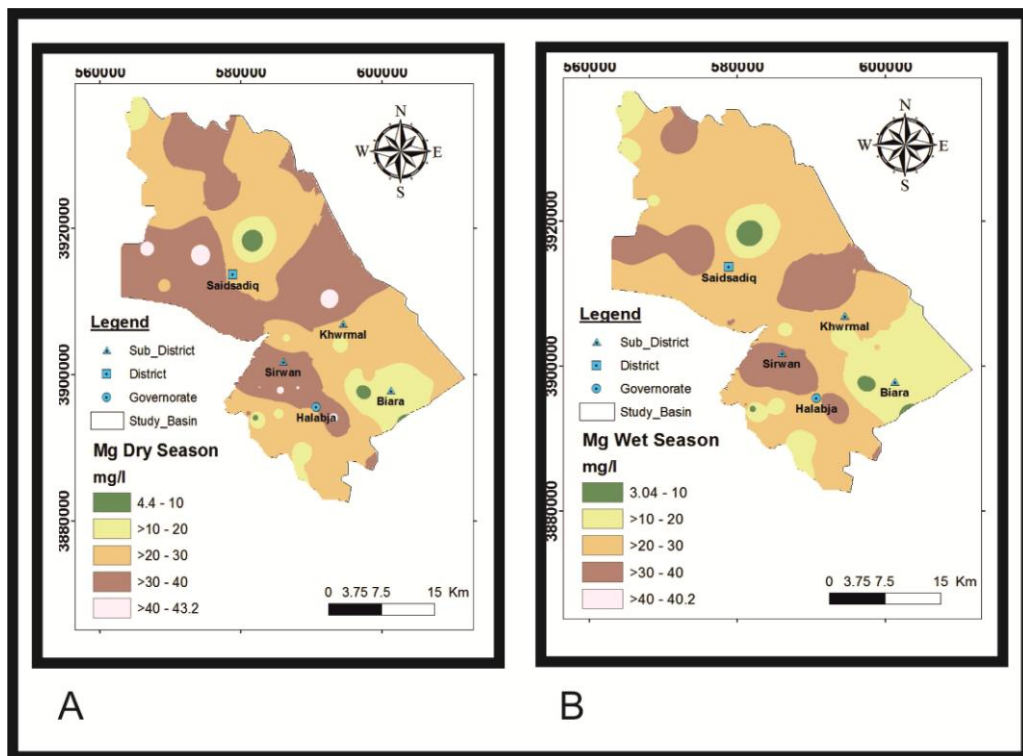 560000 580000 600000
N
W E
S
3920000
3900000
3880000
Saidsadiq
Khwrmal
Sirwan
Biara
Halabja
Legend
Sub_District
District
Governorate
Study_Basin
Mg Dry Season
mg/l
4.4 - 10
>10 - 20
>20 - 30
>30 - 40
>40 - 43.2
0 3.75 7.5 15 Km
A
560000 580000 600000
N
W E
S
3920000
3900000
3880000
Saidsadiq
Khwrmal
Sirwan
Biara
Halabja
Legend
Sub_District
District
Governorate
Study_Basin
Mg Wet Season
mg/l
3.04 - 10
>10 - 20
>20 - 30
>30 - 40
>40 - 40.2
0 3.75 7.5 15 Km
B